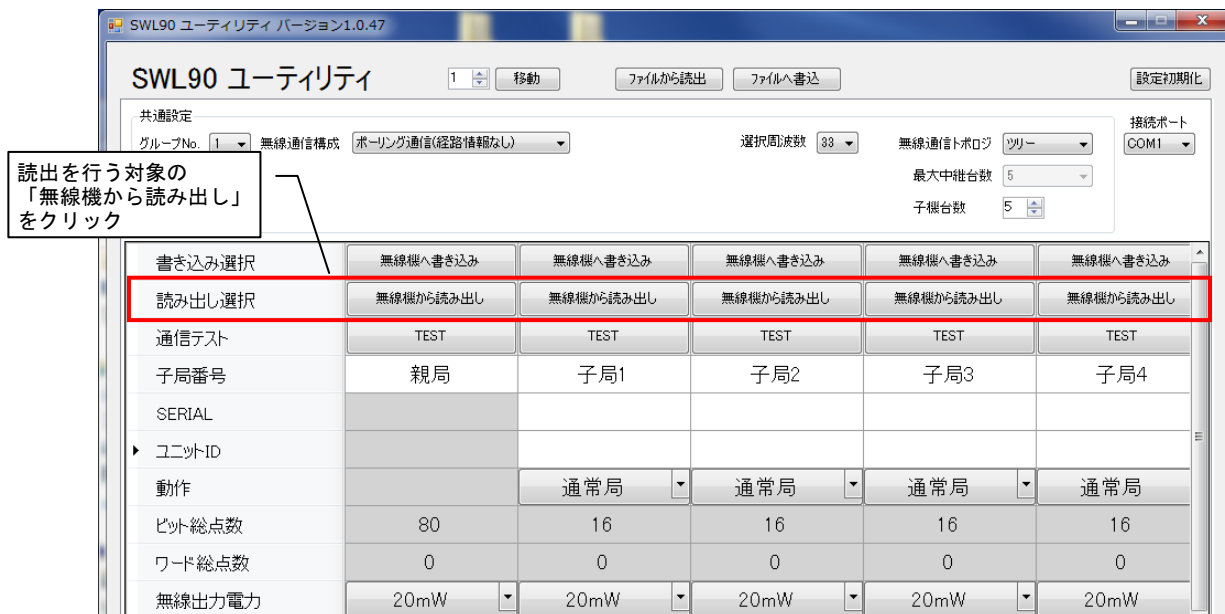 SWL90 ユーティリティ バージョン1.0.47
SWL90 ユーティリティ 1 移動 ファイルから読出 ファイルへ書込 設定初期化
共通設定
グループNo. 1 無線通信構成 ポーリング通信(経路情報なし) 選択周波数 33 無線通信トポロジ ツリー
接続ポート
COM1
最大中継台数 5
子機台数 5
読出を行う対象の
「無線機から読み出し」
をクリック
書き込み選択 無線機へ書き込み 無線機へ書き込み 無線機へ書き込み 無線機へ書き込み 無線機へ書き込み
読み出し選択 無線機から読み出し 無線機から読み出し 無線機から読み出し 無線機から読み出し 無線機から読み出し
通信テスト TEST TEST TEST TEST TEST
子局番号 親局 子局1 子局2 子局3 子局4
SERIAL
ユニットID
動作 通常局 通常局 通常局 通常局
ビット総点数 80 16 16 16 16
ワード総点数 0 0 0 0 0
無線出力電力 20mW 20mW 20mW 20mW 20mW